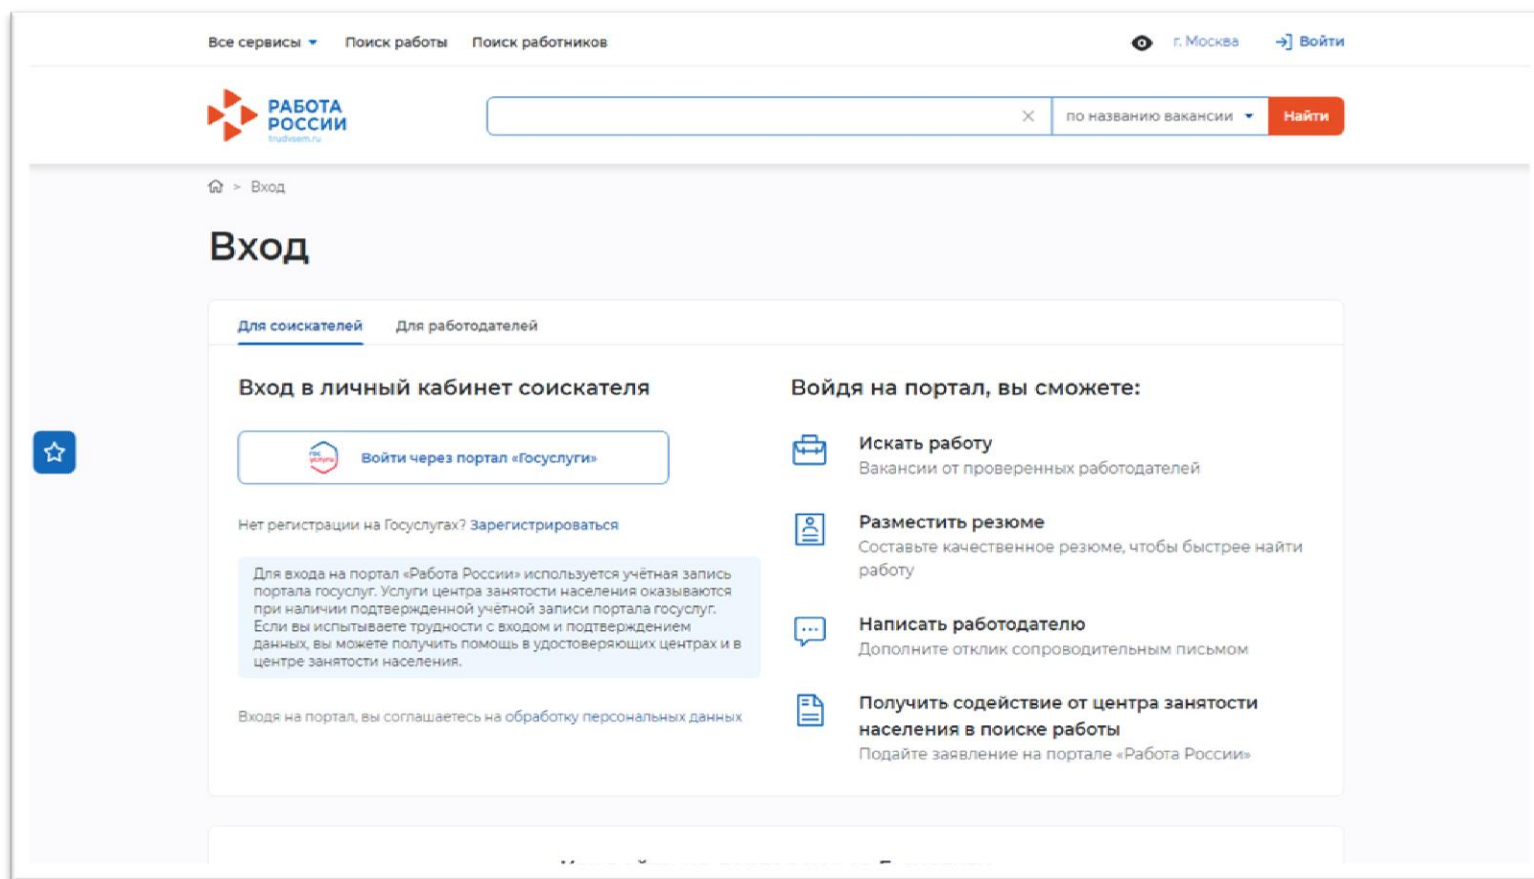 Все сервисы Поиск работы Поиск работников г. Москва Войти
РАБОТА
РОССИИ
trudvsem.ru
по названию вакансии Найти
> Вход
Вход
Для соискателей Для работодателей
Вход в личный кабинет соискателя
гос
услуги
Войти через портал «Госуслуги»
Нет регистрации на Госуслугах? Зарегистрироваться
Для входа на портал «Работа России» используется учётная запись
портала госуслуг. Услуги центра занятости населения оказываются
при наличии подтвержденной учётной записи портала госуслуг.
Если вы испытываете трудности с входом и подтверждением
данных, вы можете получить помощь в удостоверяющих центрах и в
центре занятости населения.
Входя на портал, вы соглашаетесь на обработку персональных данных
Войдя на портал, вы сможете:
Искать работу
Вакансии от проверенных работодателей
Разместить резюме
Составьте качественное резюме, чтобы быстрее найти
работу
Написать работодателю
Дополните отклик сопроводительным письмом
Получить содействие от центра занятости
населения в поиске работы
Подайте заявление на портале «Работа России»